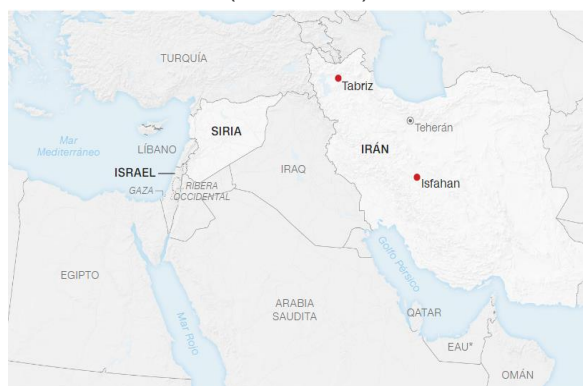 TURQUÍA
Tabriz
Teherán
SIRIA
Mar
Mediterráneo
LÍBANO
IRÁN
ISRAEL
IRAQ
GAZA
RIBERA
OCCIDENTAL
Isfahan
Golfo Pérsico
EGIPTO
ARABIA
SAUDITA
QATAR
Mar Rojo
EAU*
OMÁN